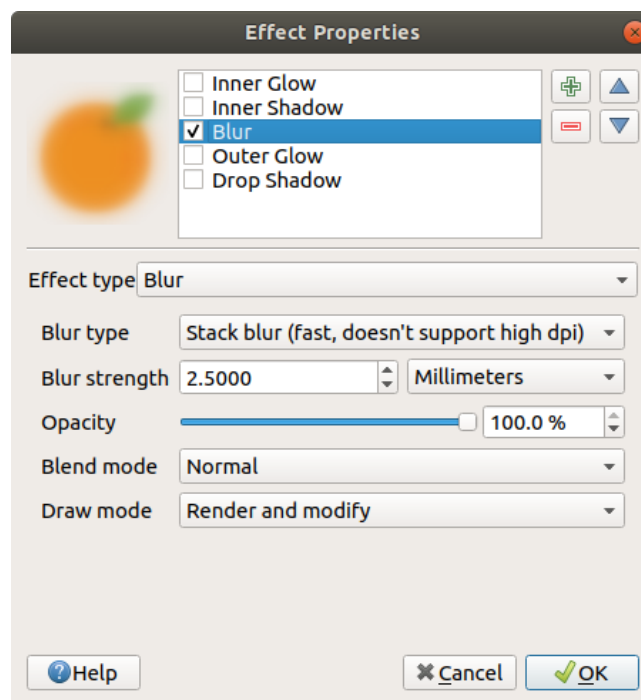 Effect Properties
Inner Glow
Inner Shadow
Blur
Outer Glow
Drop Shadow
Effect type Blur
Blur type Stack blur (fast, doesn't support high dpi)
Blur strength 2.5000 Millimeters
Opacity 100.0 %
Blend mode Normal
Draw mode Render and modify
Help Cancel OK